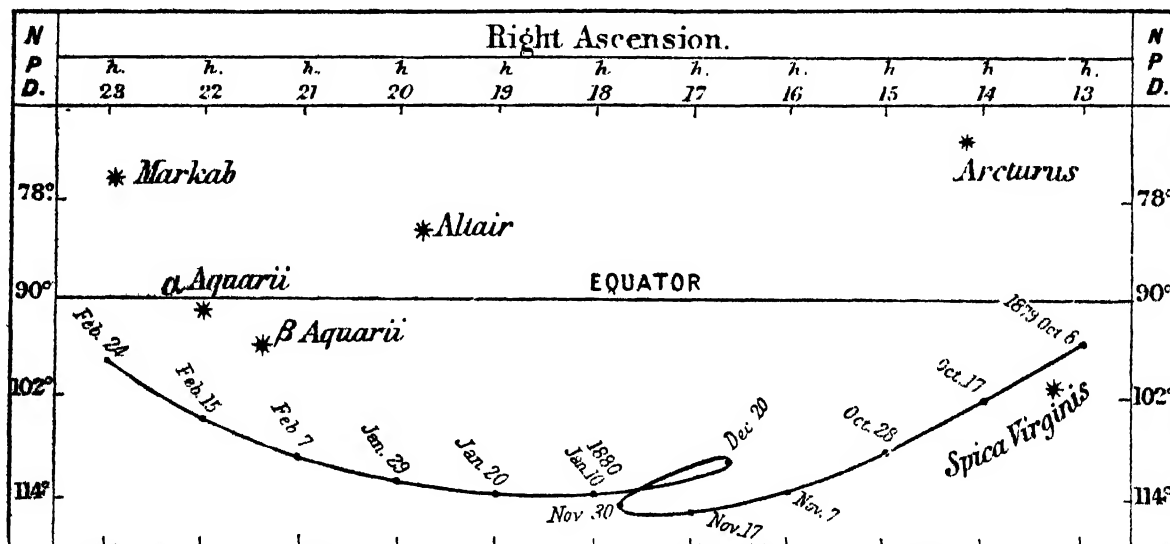 N P D.
Right Ascension.
N P D.
h. h. h. h h h. h. h. h h h.
23 22 21 20 19 18 17 16 15 14 13
Markab
Arcturus
78° 78°
Altair
α Aquarii
EQUATOR
90° 90°
β Aquarii
1879 Oct 6
Feb. 24
Oct. 17
102° 102°
Feb. 15
Spica Virginis
Dec 20
Oct. 28
Feb 7
Jan. 29
Jan 20
1880
Jan. 10
114° 114°
Nov 30
Nov. 17
Nov. 7